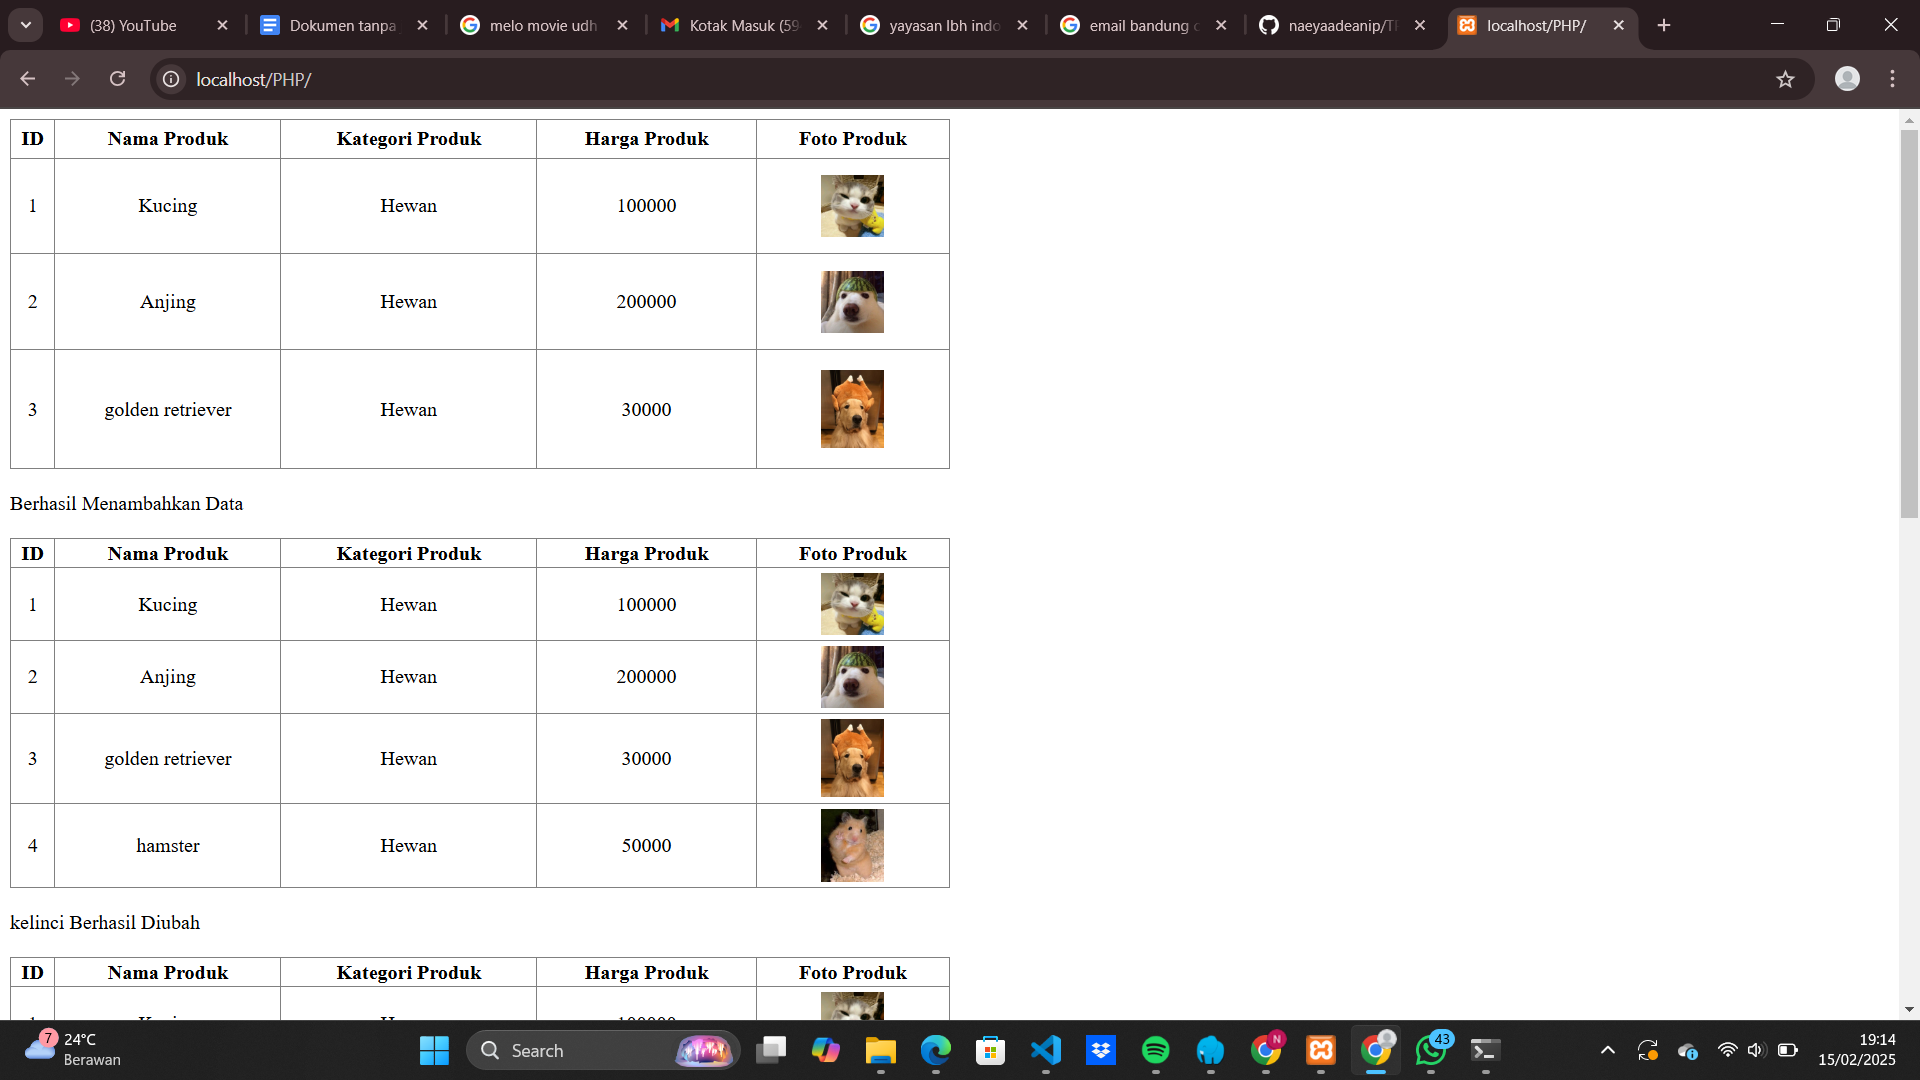 (38) YouTube
Dokumen tanpa
melo movie udh
Kotak Masuk (59
yayasan lbh indo
email bandung c
naeyaadeanip/TP
localhost/PHP/
localhost/PHP/
ID Nama Produk Kategori Produk Harga Produk Foto Produk
1 Kucing Hewan 100000
2 Anjing Hewan 200000
3 golden retriever Hewan 30000
Berhasil Menambahkan Data
ID Nama Produk Kategori Produk Harga Produk Foto Produk
1 Kucing Hewan 100000
2 Anjing Hewan 200000
3 golden retriever Hewan 30000
4 hamster Hewan 50000
kelinci Berhasil Diubah
ID Nama Produk Kategori Produk Harga Produk Foto Produk
7
24°C
Berawan
Search
N
43
19:14
15/02/2025